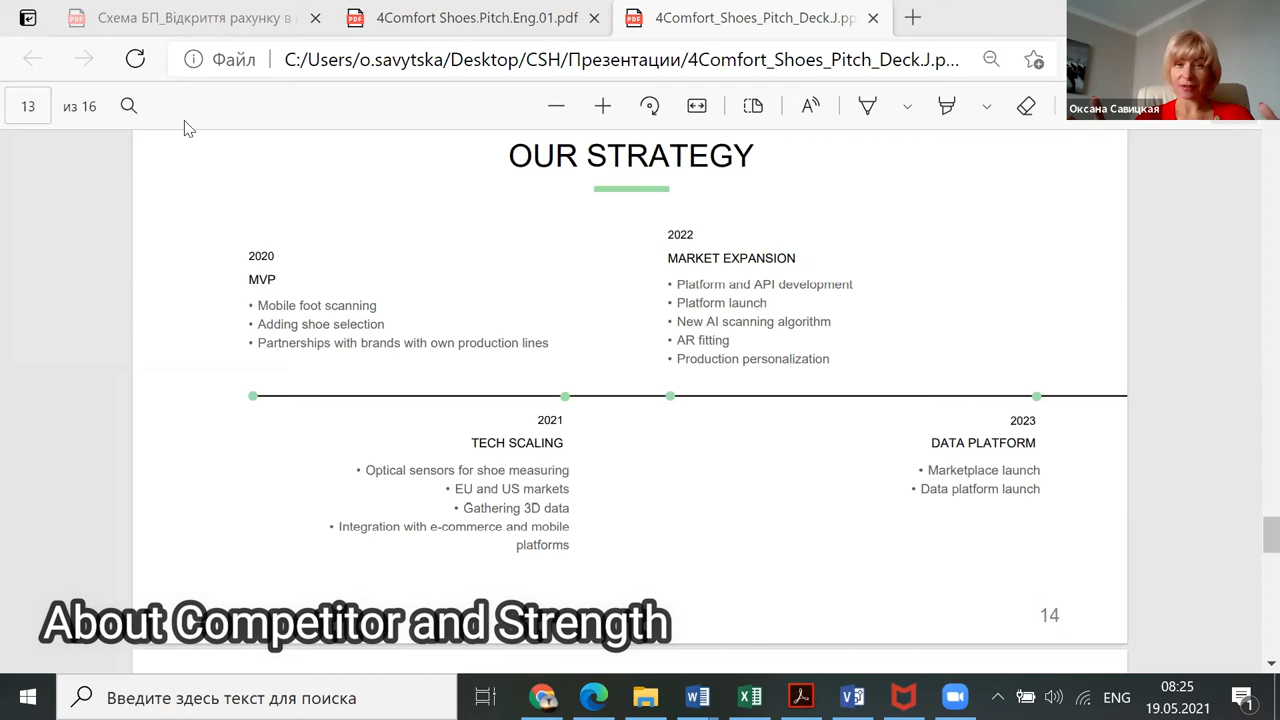 Схема БП_Відкриття рахунку в
4Comfort Shoes.Pitch.Eng.01.pdf
4Comfort_Shoes_Pitch_Deck.J.pp
Файл
C:/Users/o.savytska/Desktop/CSH/Презентации/4Comfort_Shoes_Pitch_Deck.J.p...
13
из 16
Оксана Савицкая
OUR STRATEGY
2020
MVP
• Mobile foot scanning
• Adding shoe selection
• Partnerships with brands with own production lines
2022
MARKET EXPANSION
• Platform and API development
• Platform launch
• New AI scanning algorithm
• AR fitting
• Production personalization
2021
TECH SCALING
• Optical sensors for shoe measuring
• EU and US markets
• Gathering 3D data
• Integration with e-commerce and mobile
platforms
2023
DATA PLATFORM
• Marketplace launch
• Data platform launch
About Competitor and Strength
14
Введите здесь текст для поиска
ENG
08:25
19.05.2021
1